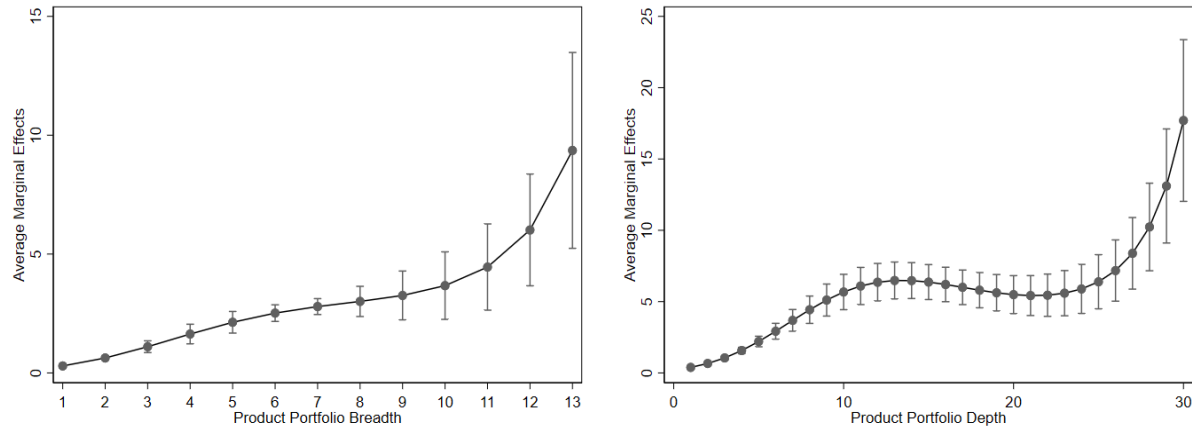 15
10
5
0
Average Marginal Effects
1 2 3 4 5 6 7 8 9 10 11 12 13
Product Portfolio Breadth
25
20
15
10
5
0
Average Marginal Effects
0 10 20 30
Product Portfolio Depth